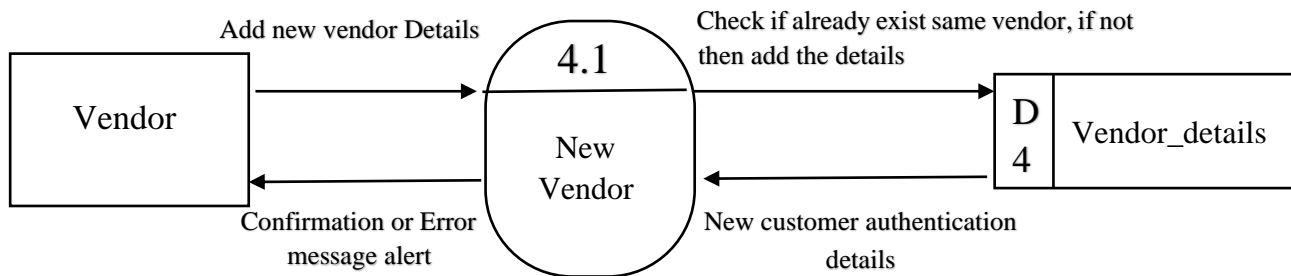 Add new vendor Details
Check if already exist same vendor, if not
then add the details
4.1
Vendor
New
Vendor
D
4
Vendor_details
Confirmation or Error
message alert
New customer authentication
details